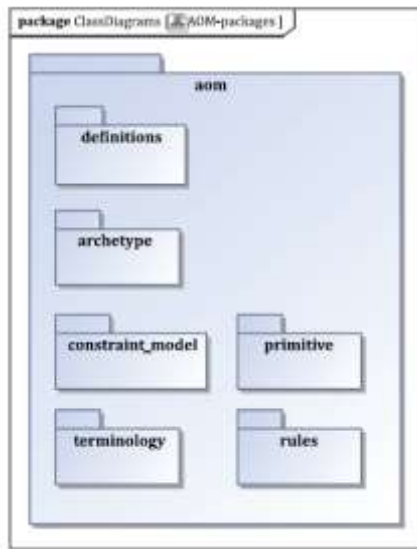 package ClassDiagrams [ AOM-packages ]
aom
definitions
archetype
constraint_model
primitive
terminology
rules